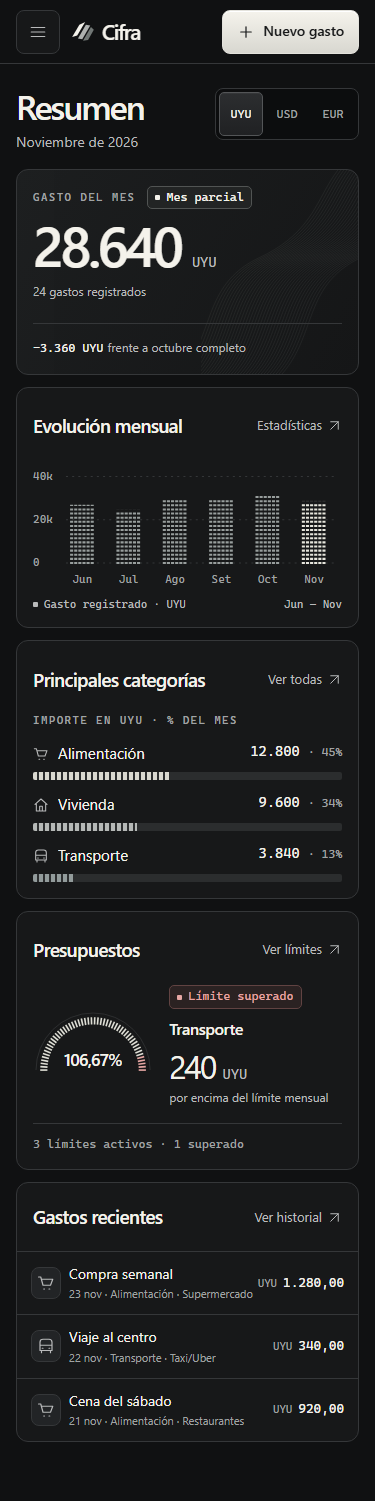 Cifra
+ Nuevo gasto
Resumen
UYU USD EUR
Noviembre de 2026
GASTO DEL MES
Mes parcial
28.640 UYU
24 gastos registrados
−3.360 UYU frente a octubre completo
Evolución mensual
Estadísticas
40k
20k
0
Jun Jul Ago Set Oct Nov
Gasto registrado · UYU
Jun – Nov
Principales categorías
Ver todas
IMPORTE EN UYU · % DEL MES
Alimentación 12.800 · 45%
Vivienda 9.600 · 34%
Transporte 3.840 · 13%
Presupuestos
Ver límites
106,67%
Límite superado
Transporte
240 UYU
por encima del límite mensual
3 límites activos · 1 superado
Gastos recientes
Ver historial
Compra semanal
23 nov · Alimentación · Supermercado
UYU 1.280,00
Viaje al centro
22 nov · Transporte · Taxi/Uber
UYU 340,00
Cena del sábado
21 nov · Alimentación · Restaurantes
UYU 920,00